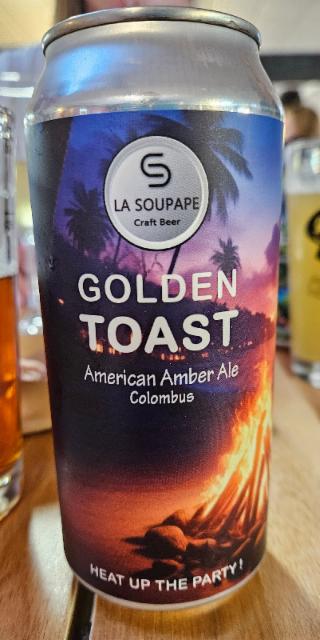 LA SOUPAPE
Craft Beer
GOLDEN
TOAST
American Amber Ale
Colombus
HEAT UP THE PARTY!